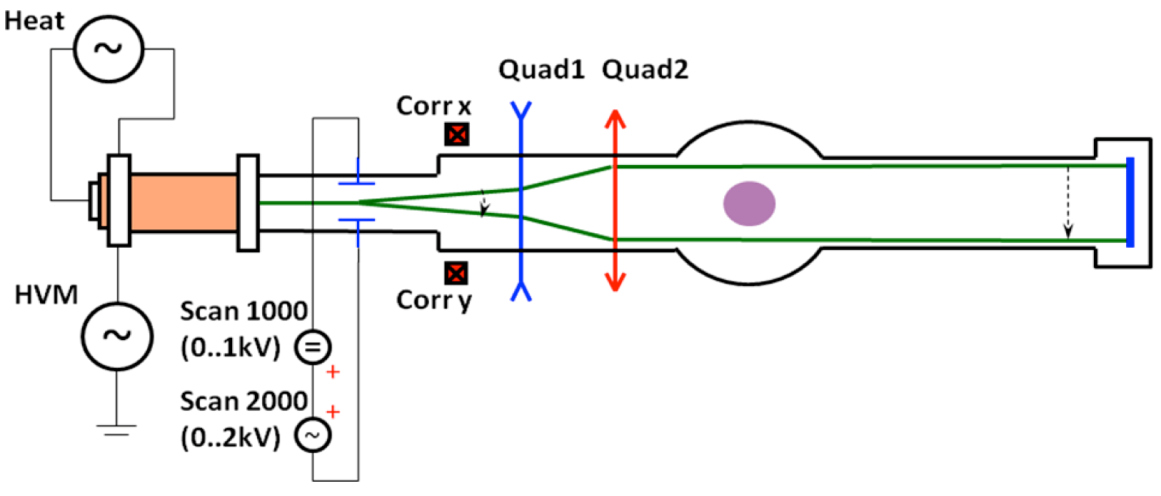 Heat
~
Quad1 Quad2
Corr x
Corr y
HVM
~
Scan 1000
(0..1kV)
=
+
Scan 2000
+
(0..2kV)
~